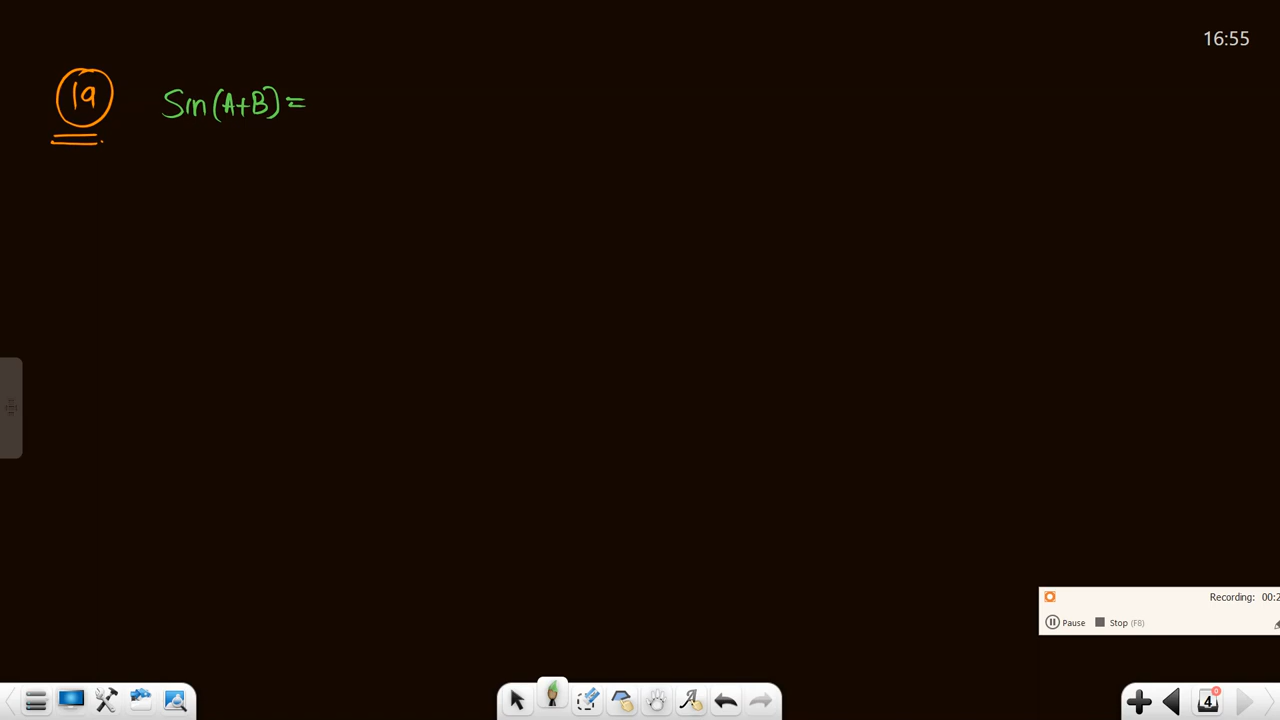 16:55
19 Sin(A+B)=
Recording: 00:2
Pause Stop (F8)
4